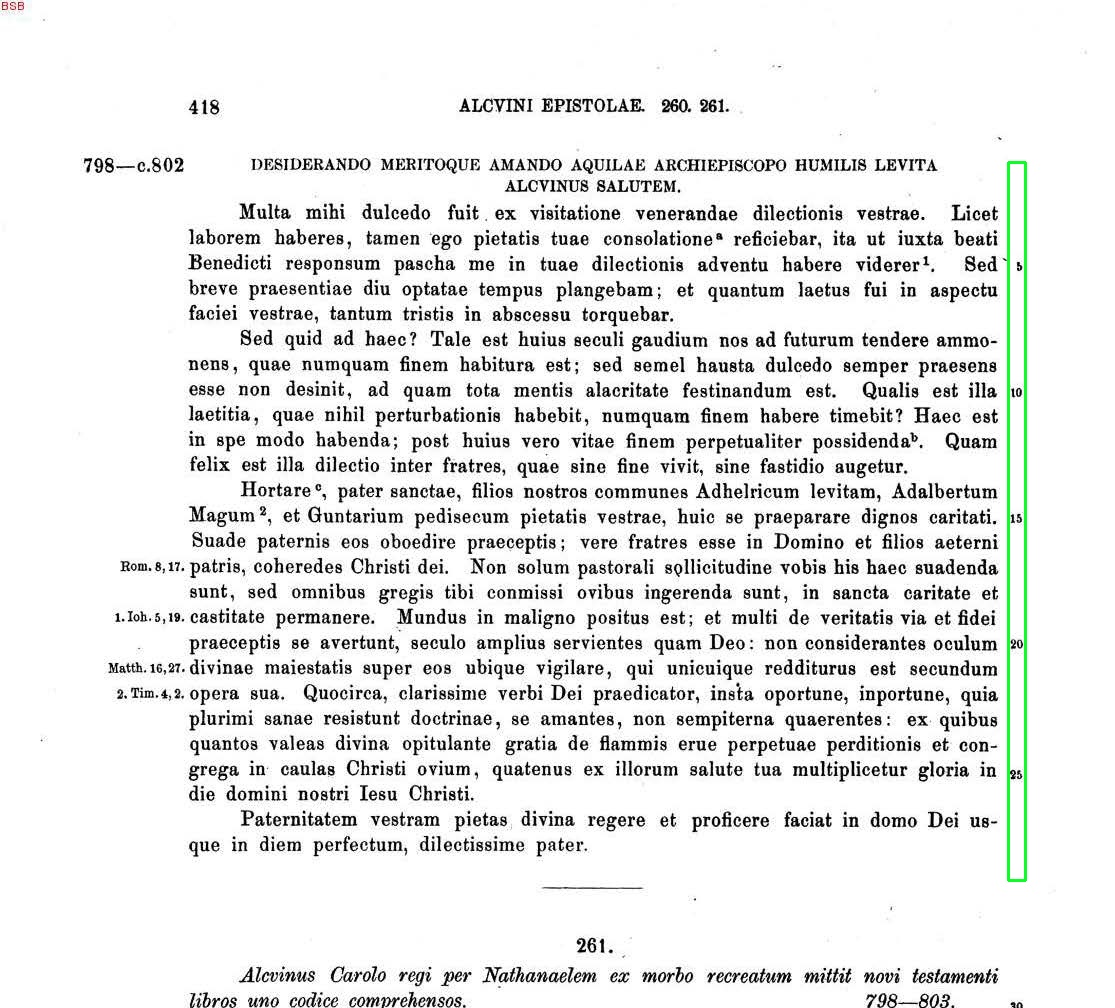 BSB
418 ALCVINI EPISTOLAE. 260. 261.
798—c.802 DESIDERANDO MERITOQUE AMANDO AQUILAE ARCHIEPISCOPO HUMILIS LEVITA
ALCVINUS SALUTEM.
Multa mihi dulcedo fuit ex visitatione venerandae dilectionis vestrae. Licet
laborem haberes, tamen ego pietatis tuae consolationeᵃ reficiebar, ita ut iuxta beati
Benedicti responsum pascha me in tuae dilectionis adventu habere viderer¹. Sed 5
breve praesentiae diu optatae tempus plangebam; et quantum laetus fui in aspectu
faciei vestrae, tantum tristis in abscessu torquebar.
Sed quid ad haec? Tale est huius seculi gaudium nos ad futurum tendere ammo-
nens, quae numquam finem habitura est; sed semel hausta dulcedo semper praesens
esse non desinit, ad quam tota mentis alacritate festinandum est. Qualis est illa 10
laetitia, quae nihil perturbationis habebit, numquam finem habere timebit? Haec est
in spe modo habenda; post huius vero vitae finem perpetualiter possidendaᵇ. Quam
felix est illa dilectio inter fratres, quae sine fine vivit, sine fastidio augetur.
Hortareᶜ, pater sanctae, filios nostros communes Adhelricum levitam, Adalbertum
Magum², et Guntarium pedisecum pietatis vestrae, huic se praeparare dignos caritati. 15
Suade paternis eos oboedire praeceptis; vere fratres esse in Domino et filios aeterni
Rom. 8, 17. patris, coheredes Christi dei. Non solum pastorali sollicitudine vobis his haec suadenda
sunt, sed omnibus gregis tibi conmissi ovibus ingerenda sunt, in sancta caritate et
1. Ioh. 5, 19. castitate permanere. Mundus in maligno positus est; et multi de veritatis via et fidei
praeceptis se avertunt, seculo amplius servientes quam Deo: non considerantes oculum 20
Matth. 16, 27. divinae maiestatis super eos ubique vigilare, qui unicuique redditurus est secundum
2. Tim. 4, 2. opera sua. Quocirca, clarissime verbi Dei praedicator, insta oportune, inportune, quia
plurimi sanae resistunt doctrinae, se amantes, non sempiterna quaerentes: ex quibus
quantos valeas divina opitulante gratia de flammis erue perpetuae perditionis et con-
grega in caulas Christi ovium, quatenus ex illorum salute tua multiplicetur gloria in 25
die domini nostri Iesu Christi.
Paternitatem vestram pietas divina regere et proficere faciat in domo Dei us-
que in diem perfectum, dilectissime pater.
261.
Alcvinus Carolo regi per Nathanaelem ex morbo recreatum mittit novi testamenti
libros uno codice comprehensos. 798—803. 30